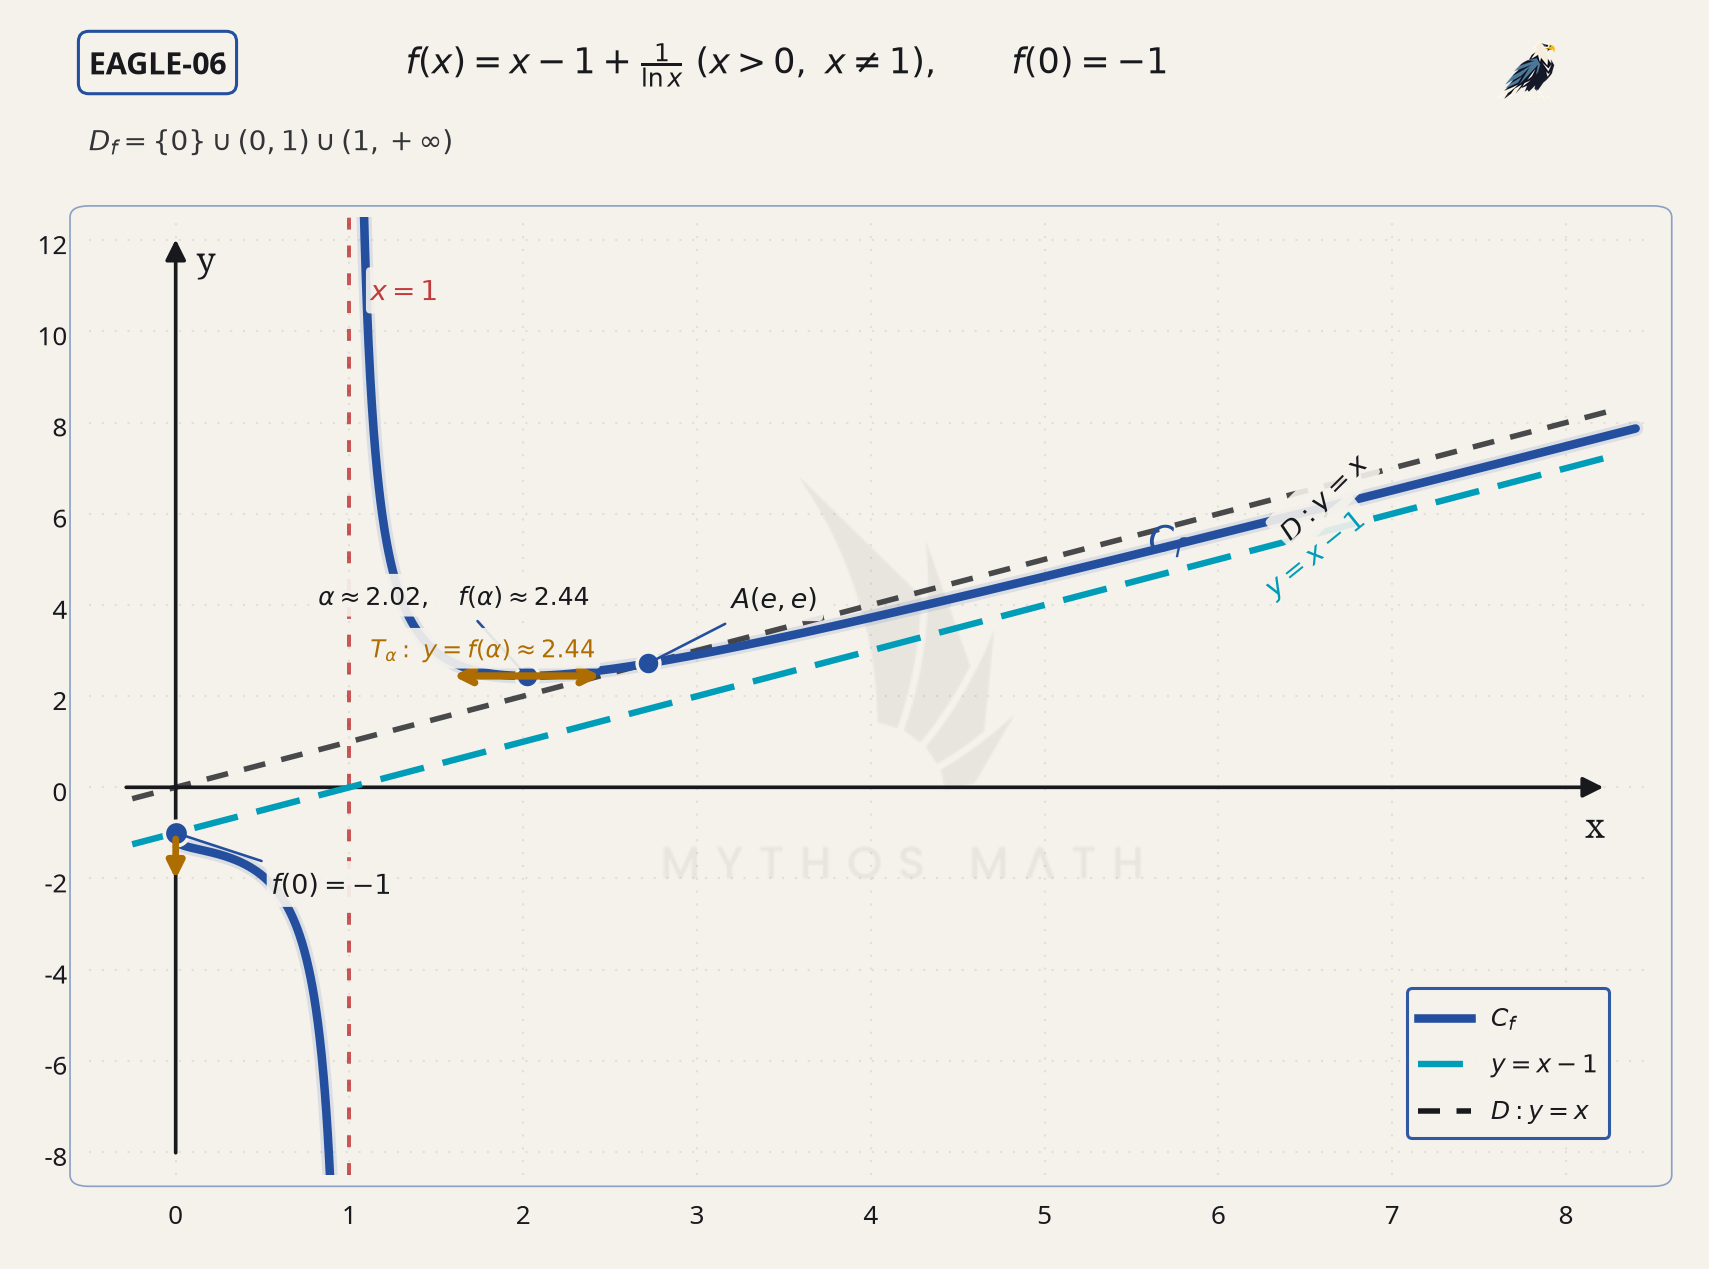 EAGLE-06
f(x) = x − 1 + 1/ln x (x > 0, x ≠ 1), f(0) = −1
D_f = {0} ∪ (0, 1) ∪ (1, +∞)
12
10
8
6
4
2
0
-2
-4
-6
-8
y
x = 1
α ≈ 2.02, f(α) ≈ 2.44
T_α : y = f(α) ≈ 2.44
A(e, e)
D : y = x
y = x − 1
x
f(0) = −1
MYTHOS MATH
C_f
y = x − 1
D : y = x
0
1
2
3
4
5
6
7
8